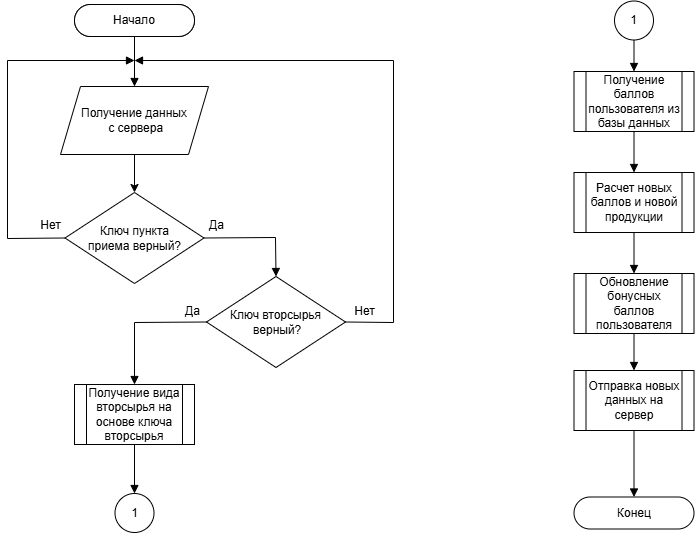 Начало
Получение данных
с сервера
Нет
Ключ пункта
приема верный?
Да
Да
Ключ вторсырья
верный?
Нет
Получение вида
вторсырья на
основе ключа
вторсырья
1
1
Получение
баллов
пользователя из
базы данных
Расчет новых
баллов и новой
продукции
Обновление
бонусных
баллов
пользователя
Отправка новых
данных на
сервер
Конец